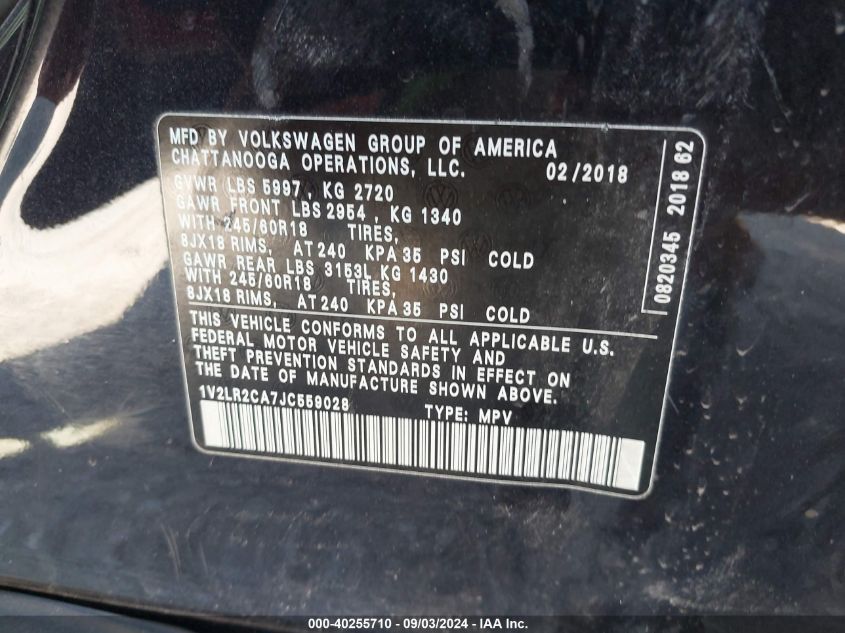 MFD BY VOLKSWAGEN GROUP OF AMERICA
CHATTANOOGA OPERATIONS, LLC. 02/2018
GVWR LBS 5997, KG 2720
GAWR FRONT LBS 2954, KG 1340
WITH 245/60R18 TIRES,
8JX18 RIMS, AT 240 KPA 35 PSI COLD
GAWR REAR LBS 3153L KG 1430
WITH 245/60R18 TIRES,
8JX18 RIMS, AT 240 KPA 35 PSI COLD
THIS VEHICLE CONFORMS TO ALL APPLICABLE U.S.
FEDERAL MOTOR VEHICLE SAFETY AND
THEFT PREVENTION STANDARDS IN EFFECT ON
THE DATE OF MANUFACTURE SHOWN ABOVE.
1V2LR2CA7JC559028 TYPE: MPV
0820345 2018 62
000-40255710 - 09/03/2024 - IAA Inc.